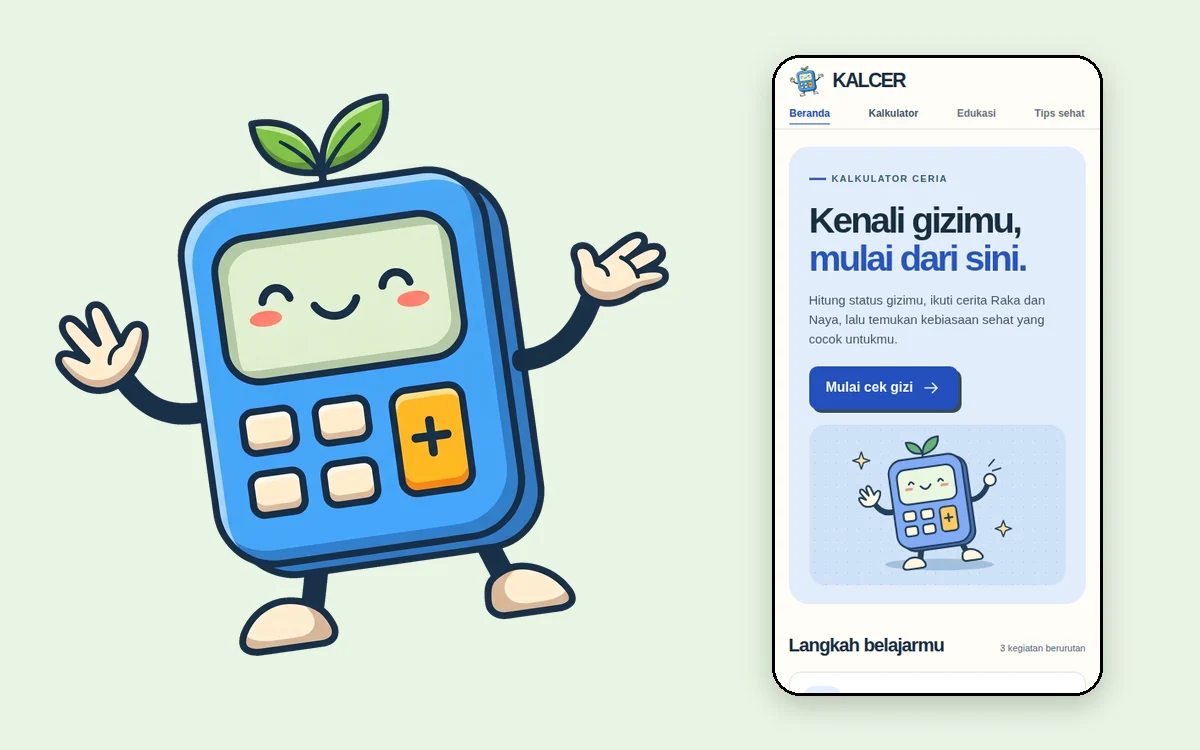 KALCER
Beranda Kalkulator Edukasi Tips sehat
KALKULATOR CERIA
Kenali gizimu,
mulai dari sini.
Hitung status gizimu, ikuti cerita Raka dan
Naya, lalu temukan kebiasaan sehat yang
cocok untukmu.
Mulai cek gizi →
Langkah belajarmu
3 kegiatan berurutan